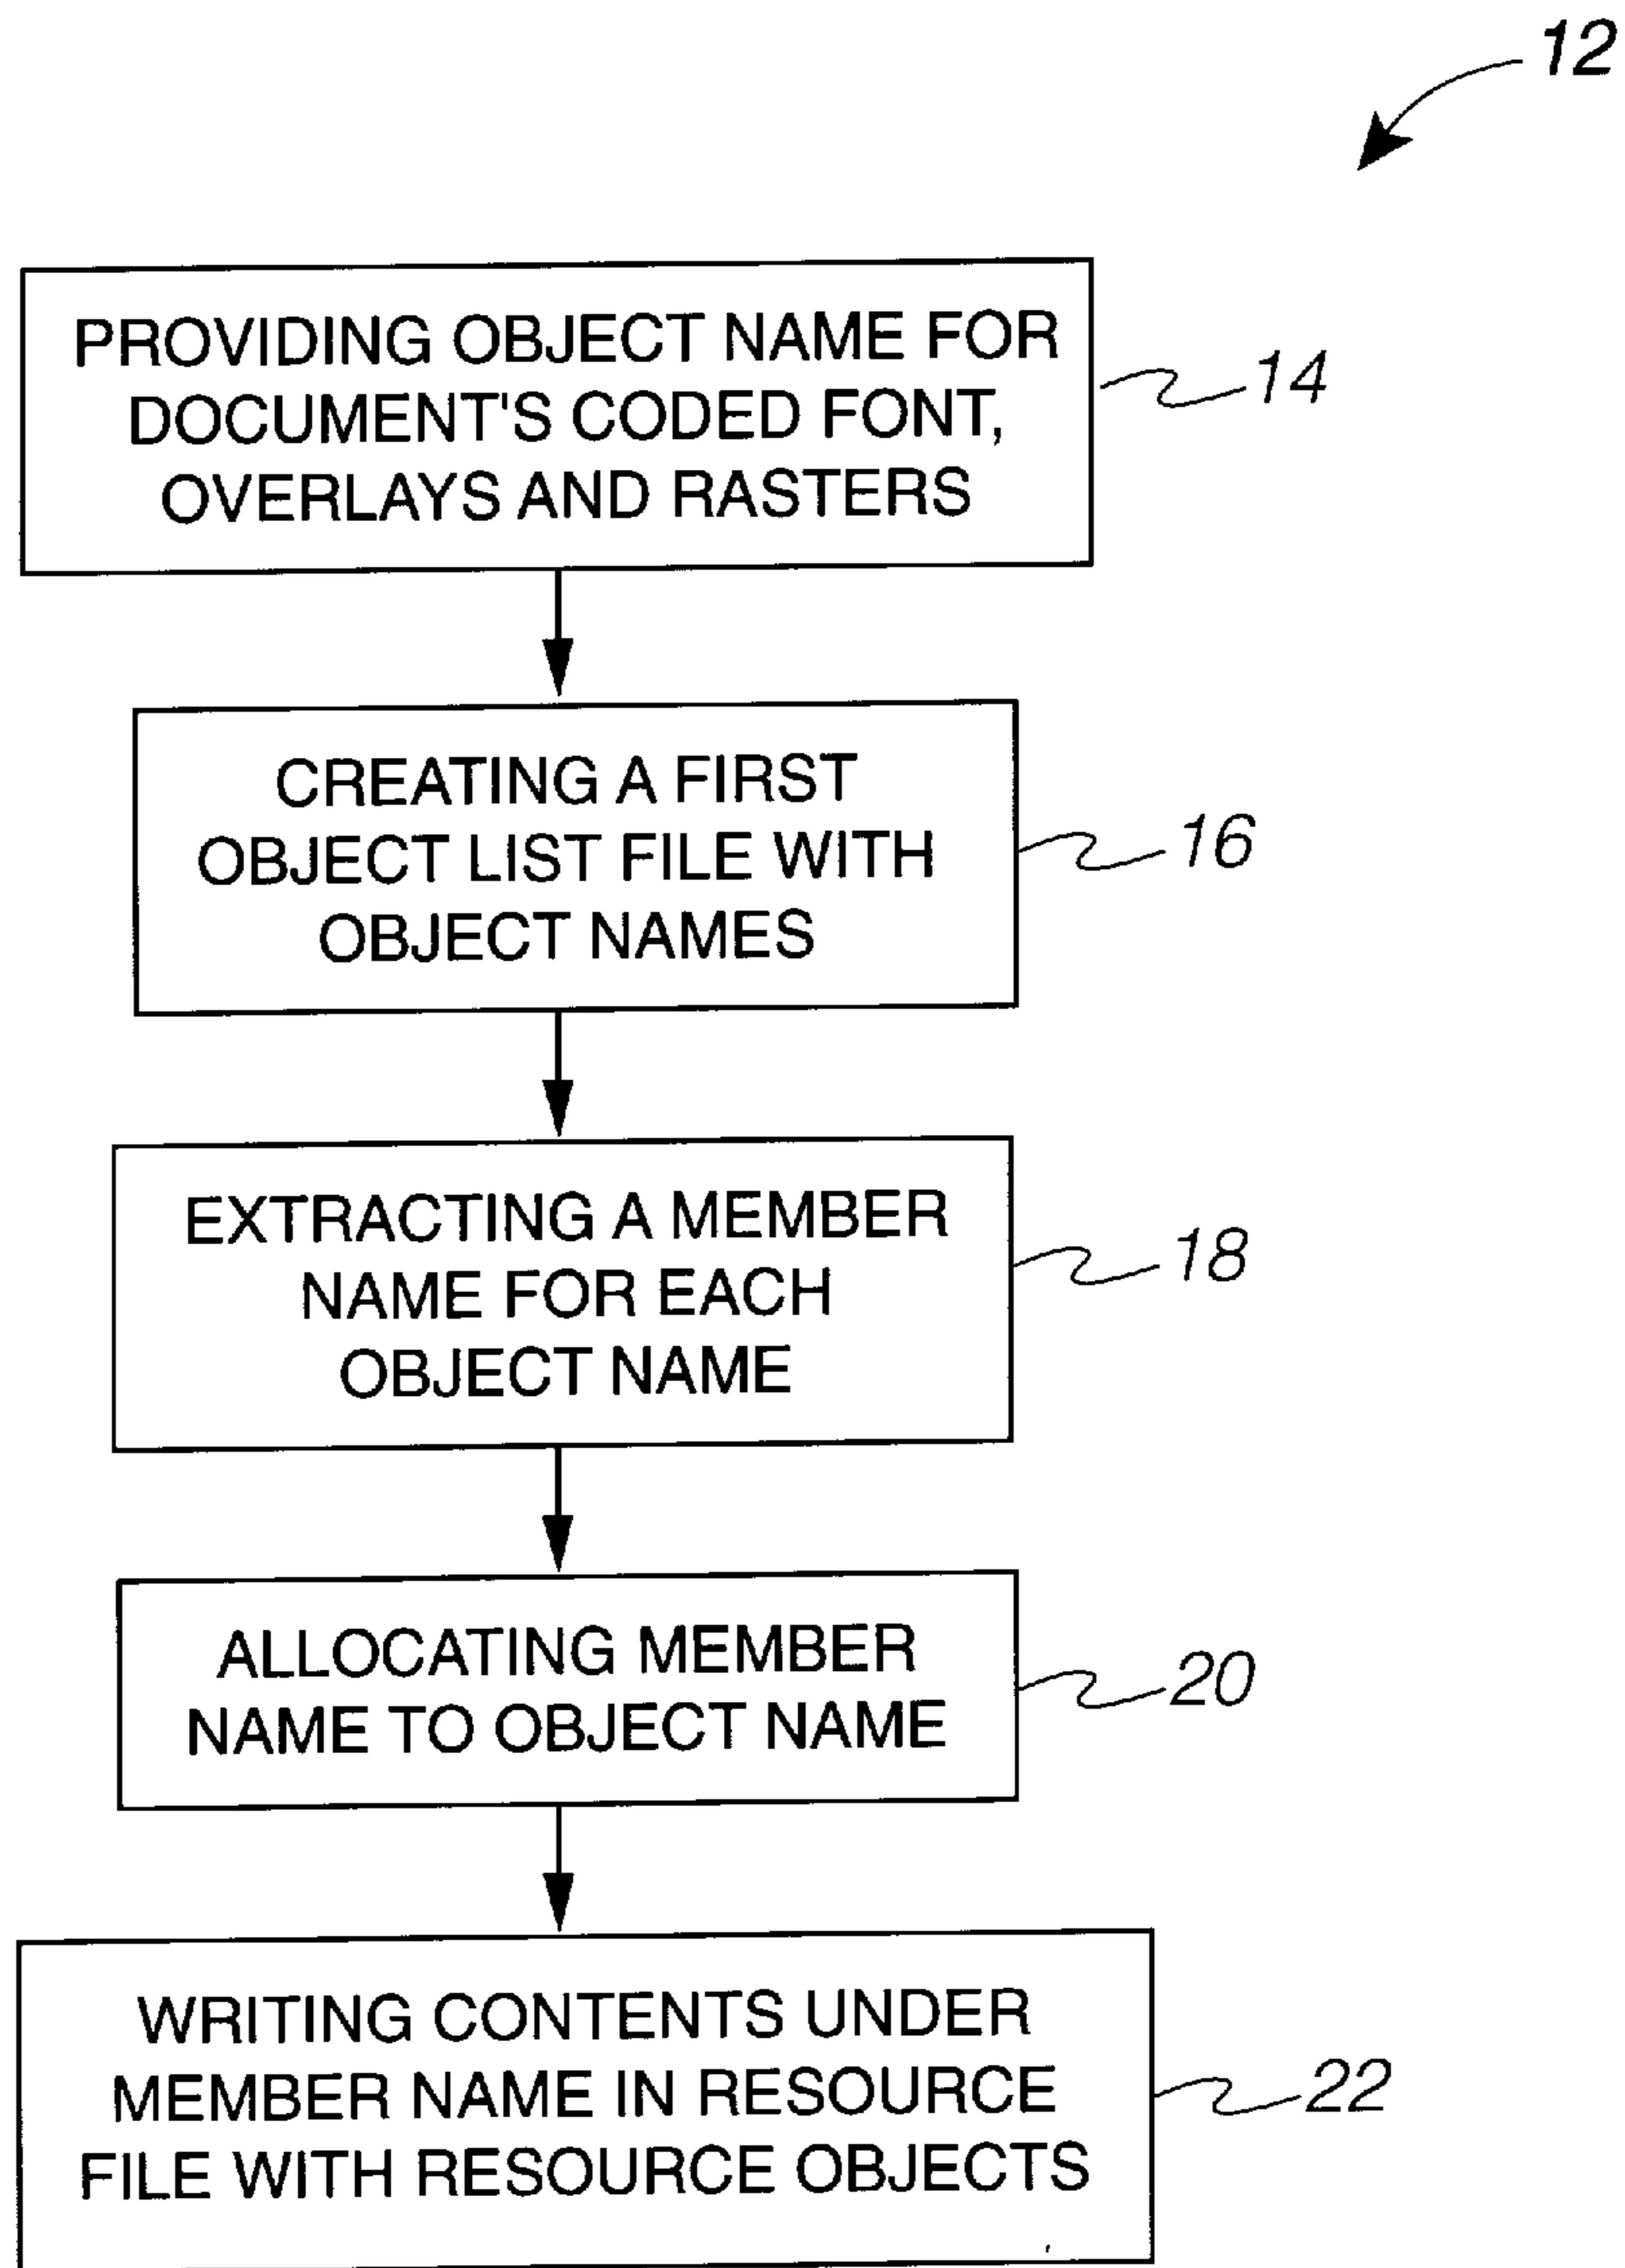 12
PROVIDING OBJECT NAME FOR
DOCUMENT'S CODED FONT,
OVERLAYS AND RASTERS
14
CREATING A FIRST
OBJECT LIST FILE WITH
OBJECT NAMES
16
EXTRACTING A MEMBER
NAME FOR EACH
OBJECT NAME
18
ALLOCATING MEMBER
NAME TO OBJECT NAME
20
WRITING CONTENTS UNDER
MEMBER NAME IN RESOURCE
FILE WITH RESOURCE OBJECTS
22